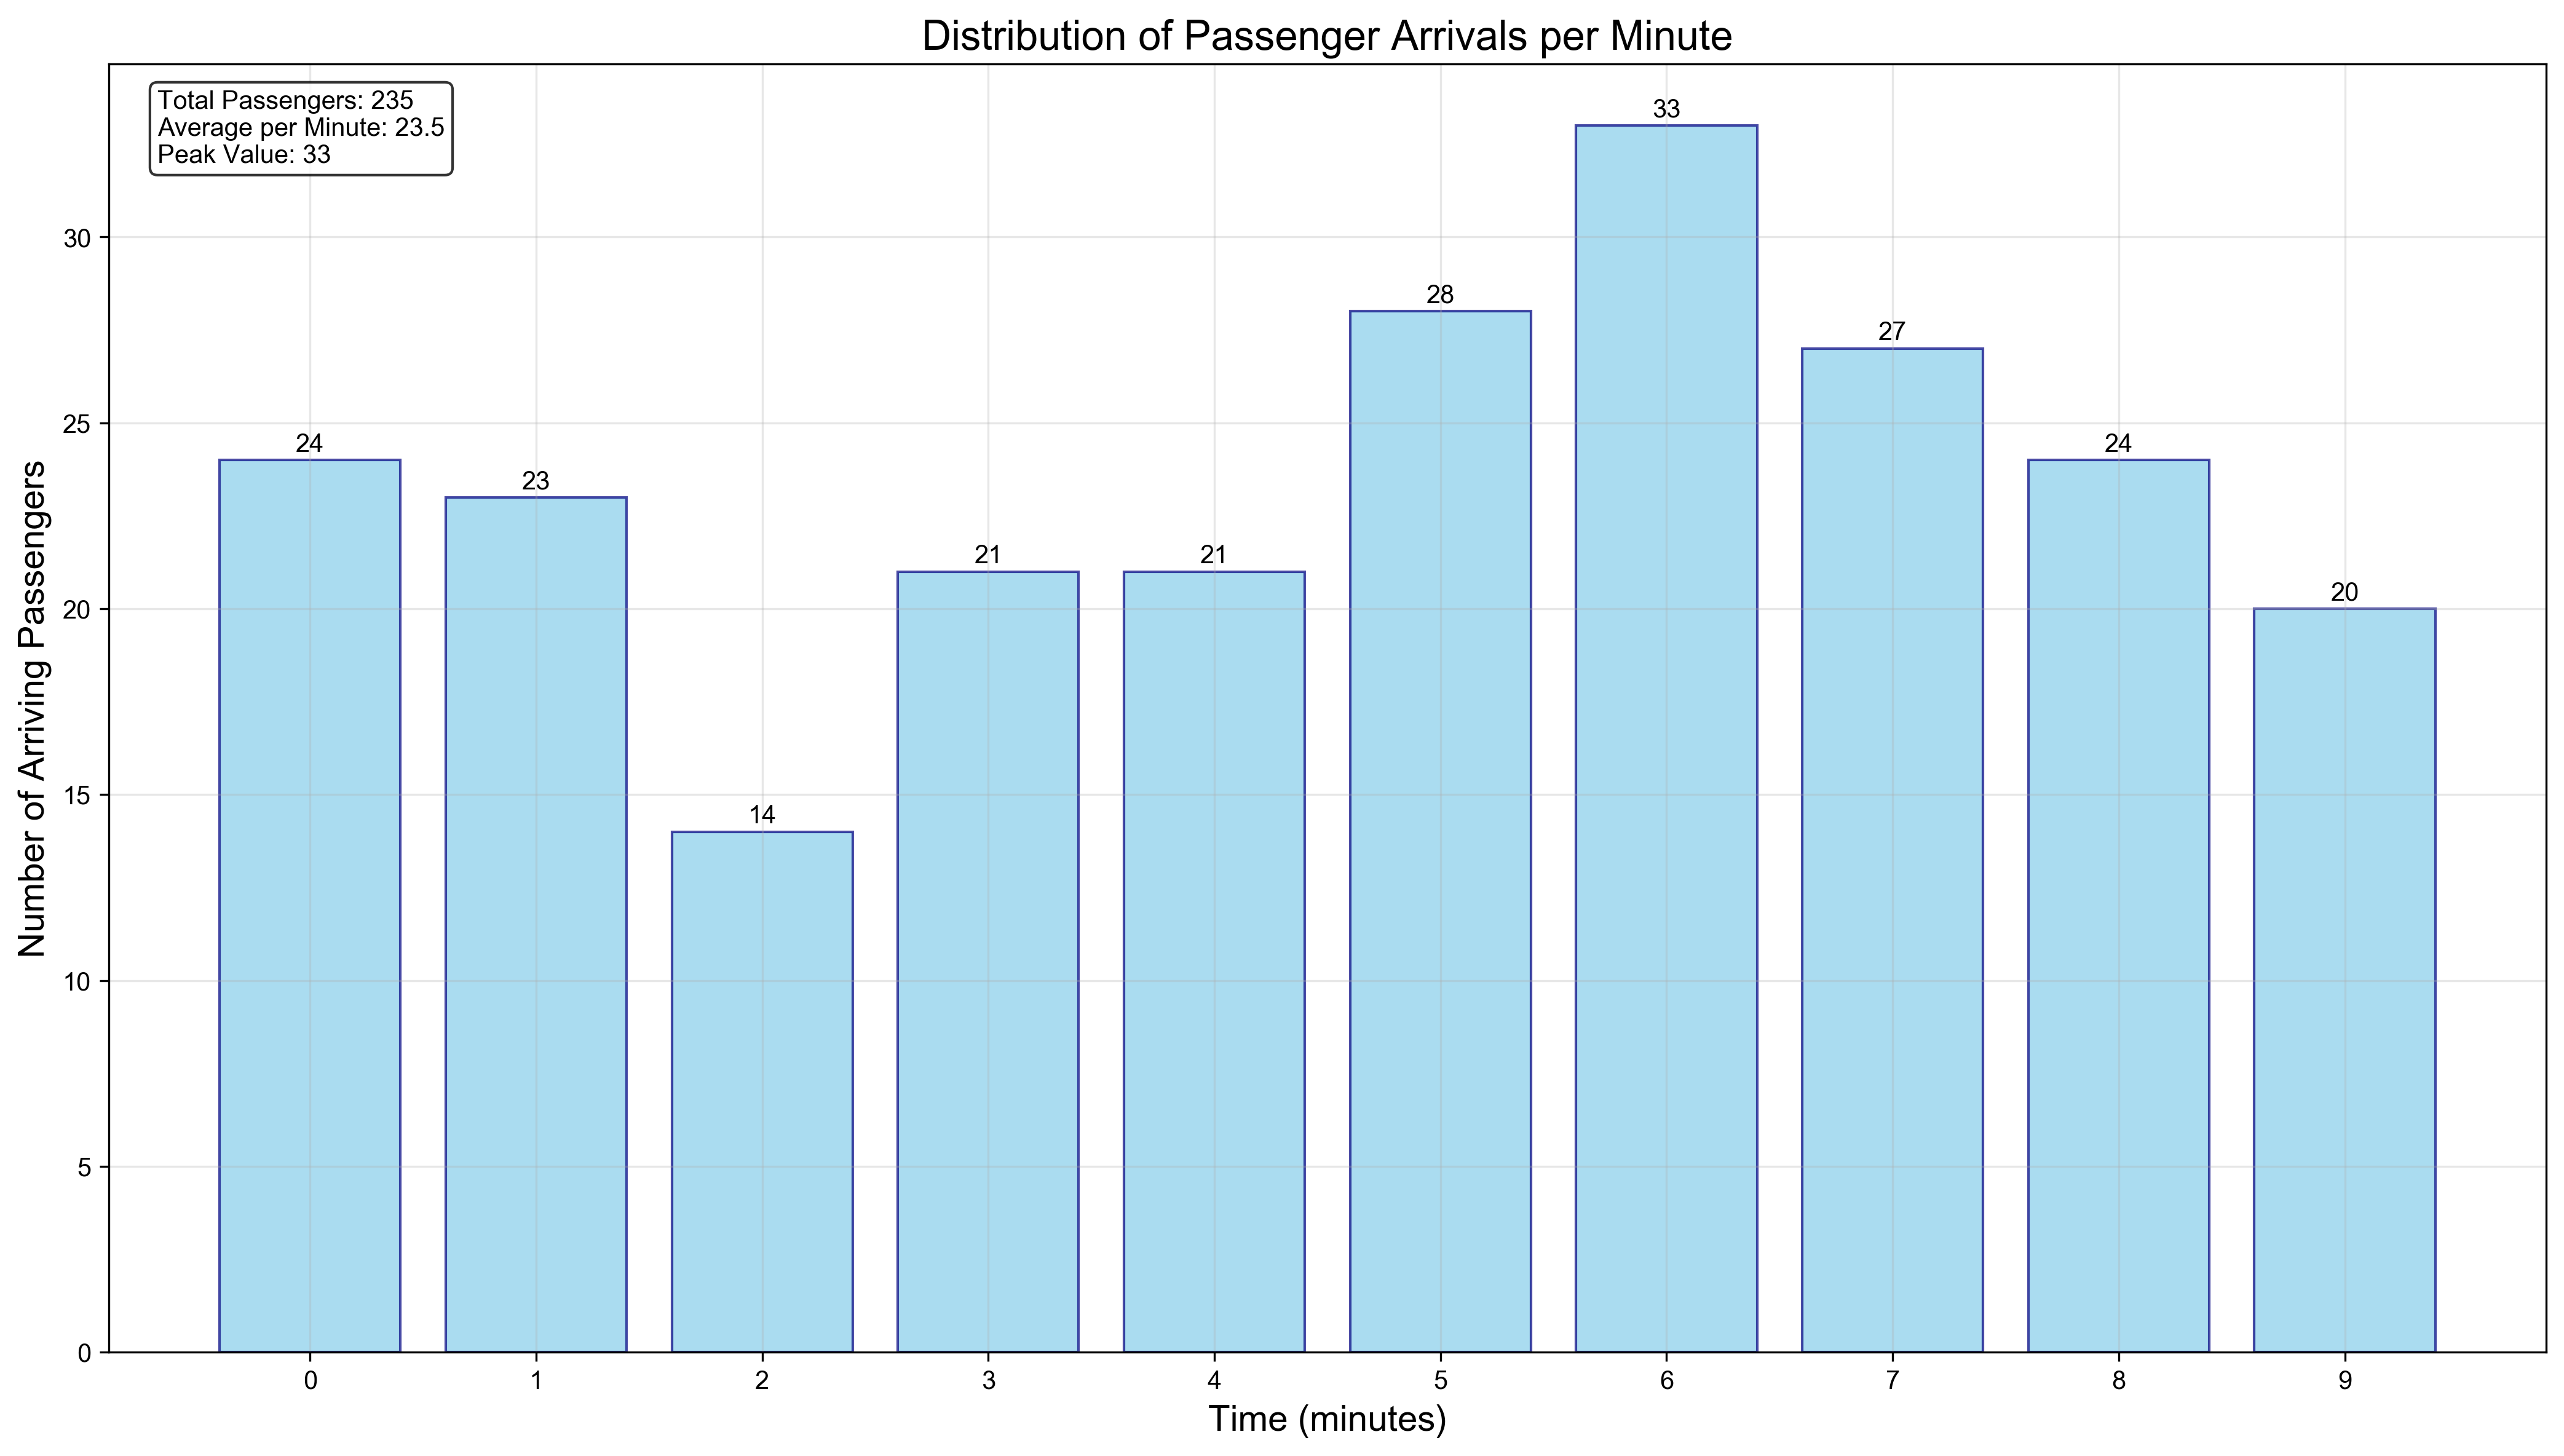 Distribution of Passenger Arrivals per Minute
Total Passengers: 235
Average per Minute: 23.5
Peak Value: 33
Number of Arriving Passengers
30
25
20
15
10
5
0
24
23
14
21
21
28
33
27
24
20
0 1 2 3 4 5 6 7 8 9
Time (minutes)